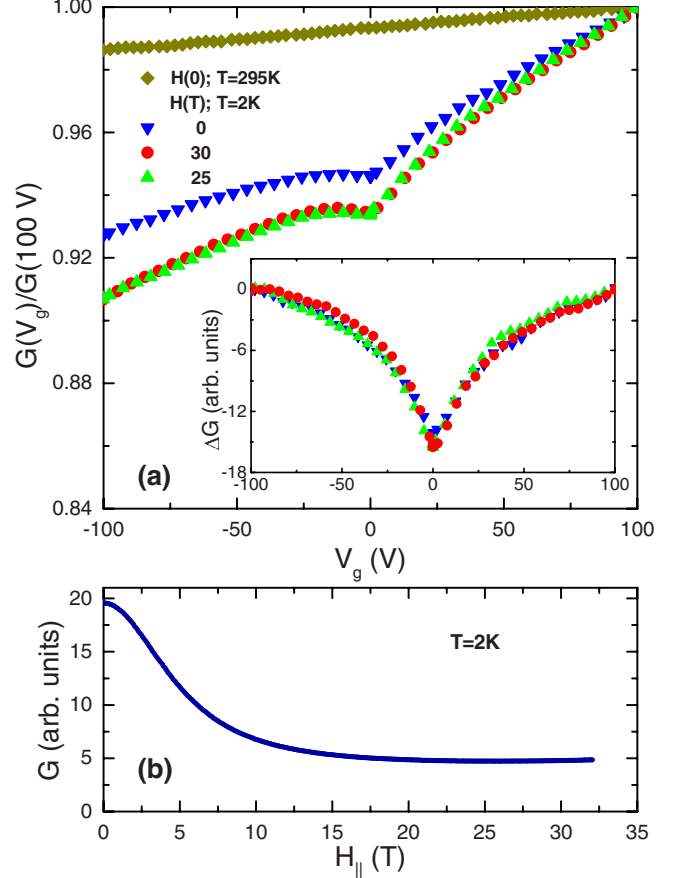 1.00
0.96
0.92
0.88
0.84
G(V_g)/G(100 V)
H(0); T=295K
H(T); T=2K
0
30
25
0
-6
-12
-18
ΔG (arb. units)
-100 -50 0 50 100
(a)
-100 -50 0 50 100
V_g (V)
20
15
10
5
0
G (arb. units)
T=2K
(b)
0 5 10 15 20 25 30 35
H_|| (T)